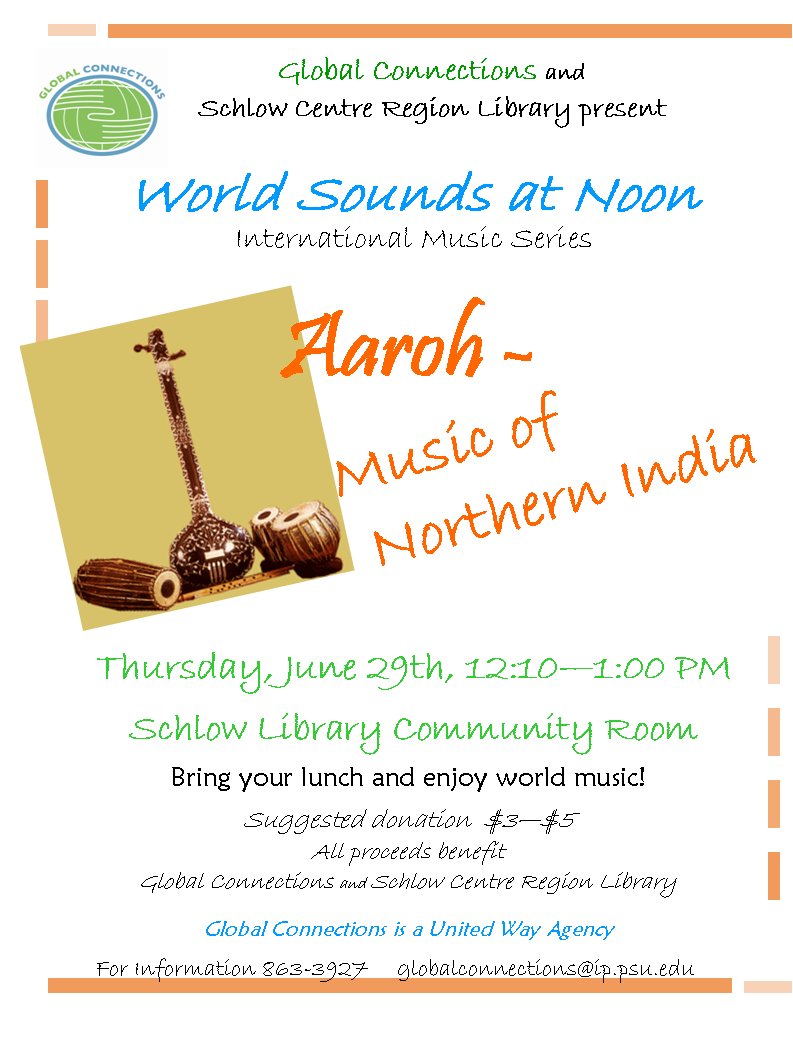 GLOBAL CONNECTIONS
Global Connections and
Schlow Centre Region Library present
World Sounds at Noon
International Music Series
Aaroh -
Music of
Northern India
Thursday, June 29th, 12:10—1:00 PM
Schlow Library Community Room
Bring your lunch and enjoy world music!
Suggested donation $3—$5
All proceeds benefit
Global Connections and Schlow Centre Region Library
Global Connections is a United Way Agency
For Information 863-3927 globalconnections@ip.psu.edu